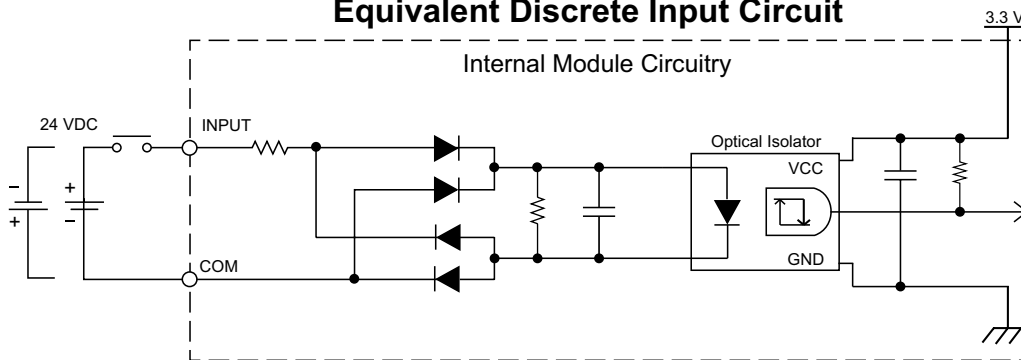 Equivalent Discrete Input Circuit
3.3 V
Internal Module Circuitry
24 VDC
INPUT
Optical Isolator
VCC
− +
+ −
COM
GND